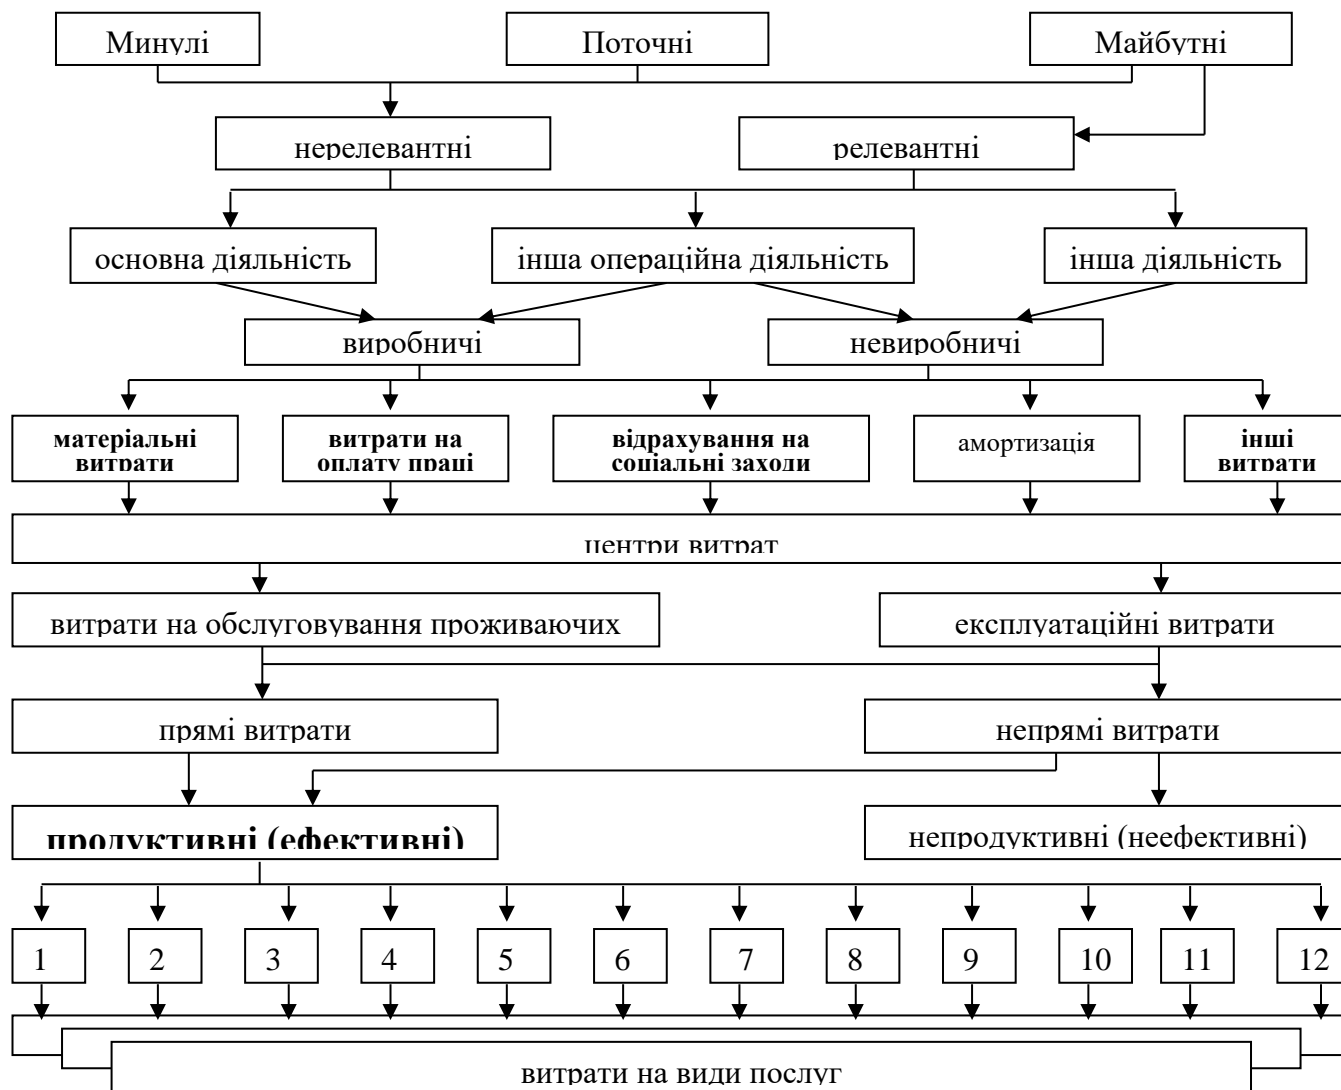 Минулі
Поточні
Майбутні
нерелевантні
релевантні
основна діяльність
інша операційна діяльність
інша діяльність
виробничі
невиробничі
матеріальні
витрати
витрати на
оплату праці
відрахування на
соціальні заходи
амортизація
інші
витрати
центри витрат
витрати на обслуговування проживаючих
експлуатаційні витрати
прямі витрати
непрямі витрати
продуктивні (ефективні)
непродуктивні (неефективні)
1
2
3
4
5
6
7
8
9
10
11
12
витрати на види послуг